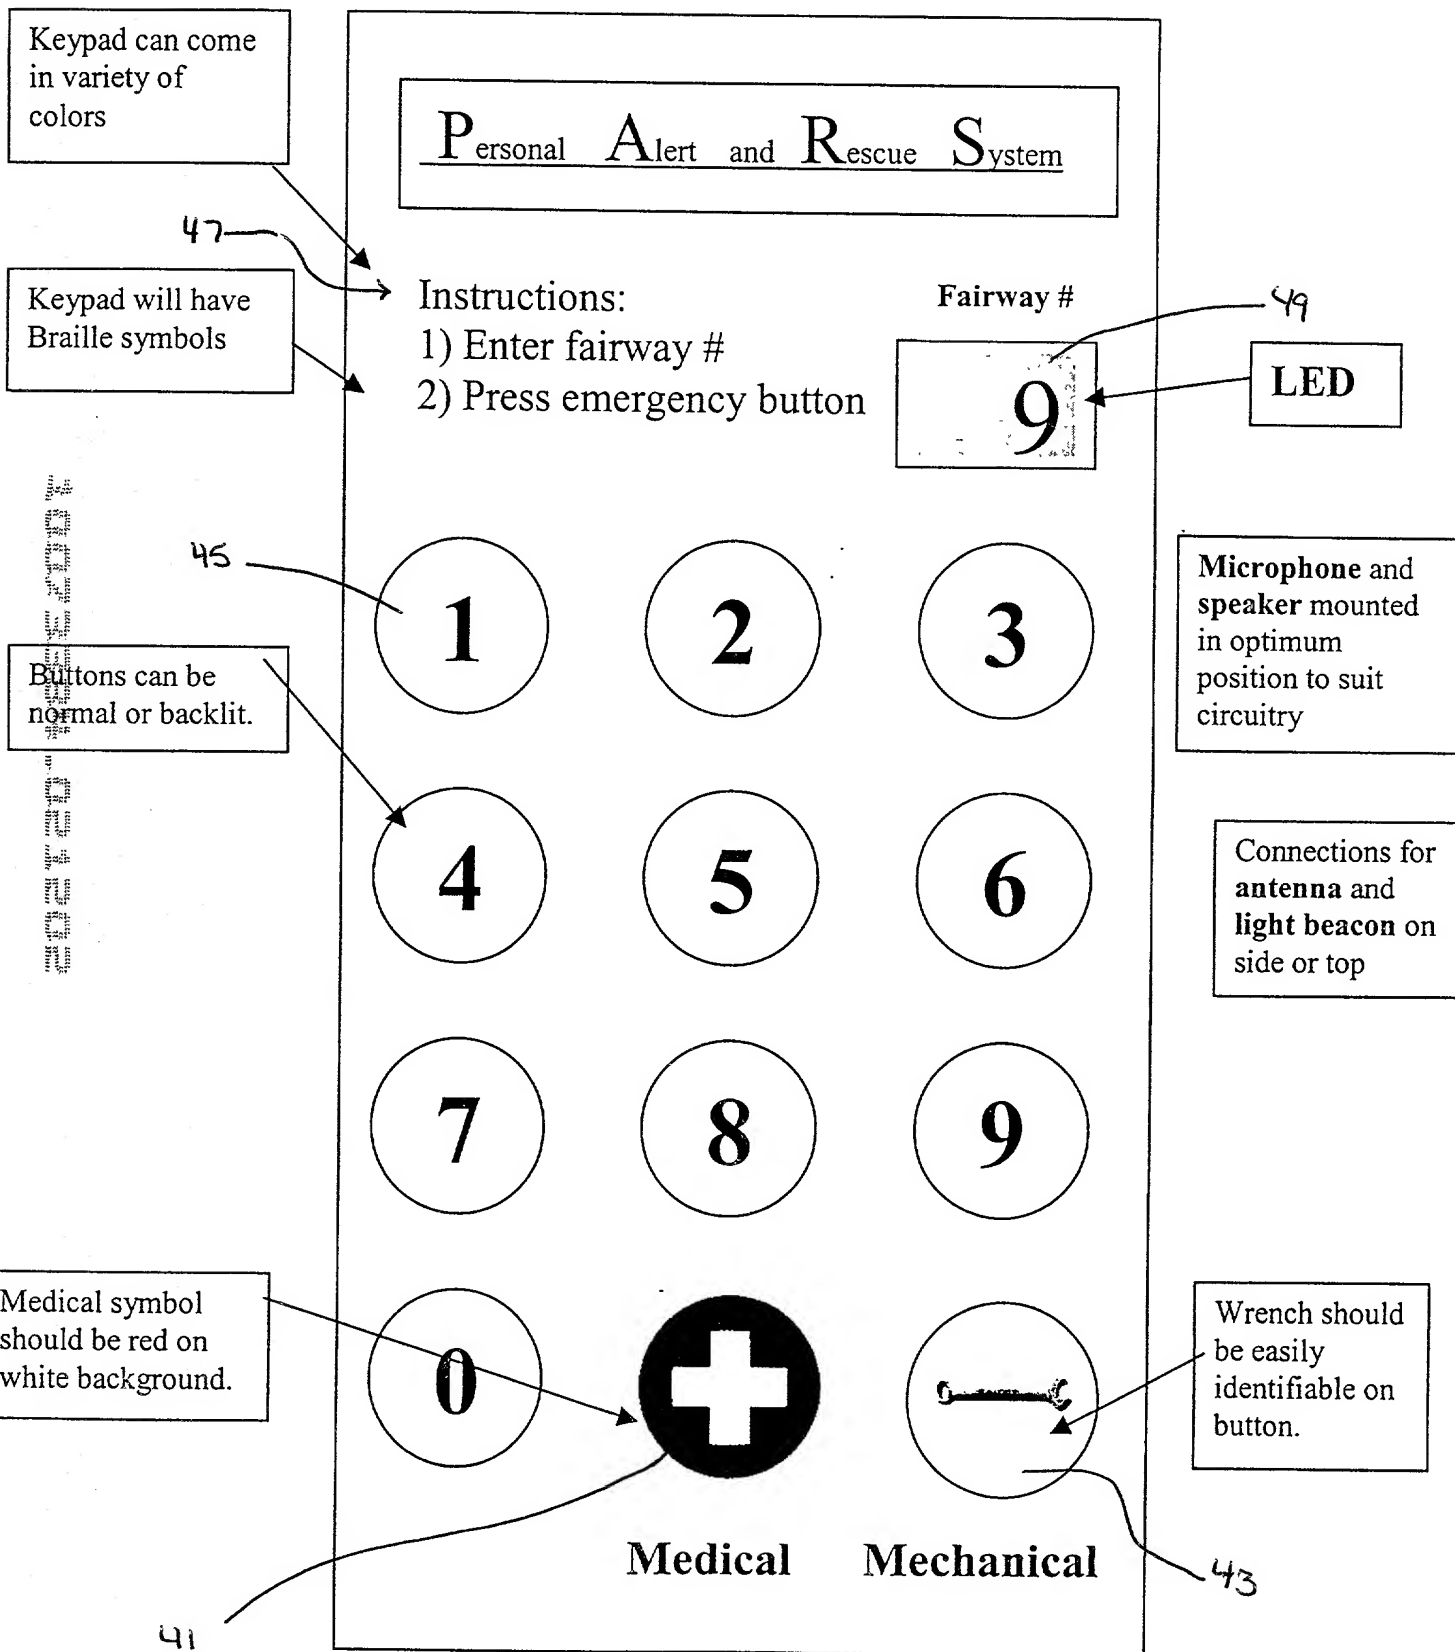 Keypad can come
in variety of
colors
Personal Alert and Rescue System
47
Keypad will have
Braille symbols
Instructions:
1) Enter fairway #
2) Press emergency button
Fairway #
9
49
LED
45
1 2 3
Microphone and
speaker mounted
in optimum
position to suit
circuitry
Buttons can be
normal or backlit.
4 5 6
Connections for
antenna and
light beacon on
side or top
7 8 9
Medical symbol
should be red on
white background.
0
Wrench should
be easily
identifiable on
button.
Medical Mechanical
41
43